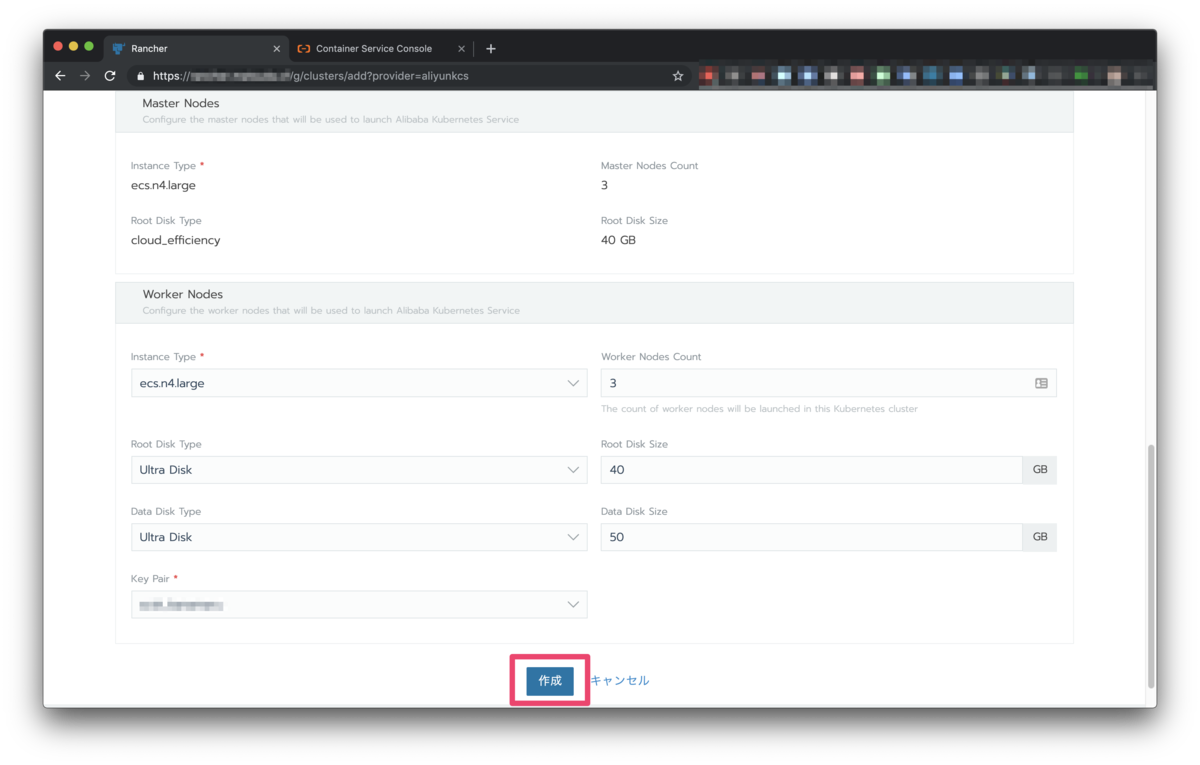 Rancher
Container Service Console
https:// /g/clusters/add?provider=aliyunkcs
Master Nodes
Configure the master nodes that will be used to launch Alibaba Kubernetes Service
Instance Type * Master Nodes Count
ecs.n4.large 3
Root Disk Type Root Disk Size
cloud_efficiency 40 GB
Worker Nodes
Configure the worker nodes that will be used to launch Alibaba Kubernetes Service
Instance Type * Worker Nodes Count
ecs.n4.large 3
The count of worker nodes will be launched in this Kubernetes cluster
Root Disk Type Root Disk Size
Ultra Disk 40 GB
Data Disk Type Data Disk Size
Ultra Disk 50 GB
Key Pair *
作成 キャンセル